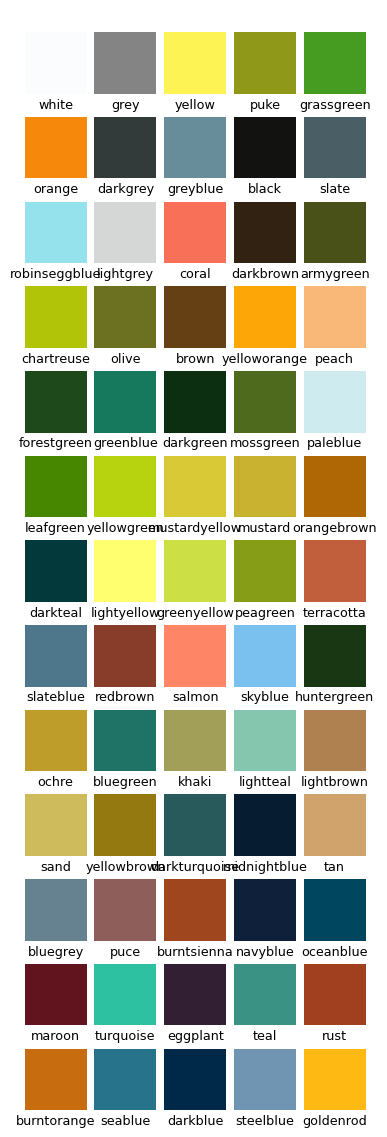 white grey yellow puke grassgreen
orange darkgrey greyblue black slate
robinseggblue lightgrey coral darkbrown armygreen
chartreuse olive brown yelloworange peach
forestgreen greenblue darkgreen mossgreen paleblue
leafgreen yellowgreen mustardyellow mustard orangebrown
darkteal lightyellow greenyellow peagreen terracotta
slateblue redbrown salmon skyblue huntergreen
ochre bluegreen khaki lightteal lightbrown
sand yellowbrown darkturquoise midnightblue tan
bluegrey puce burntsienna navyblue oceanblue
maroon turquoise eggplant teal rust
burntorange seablue darkblue steelblue goldenrod